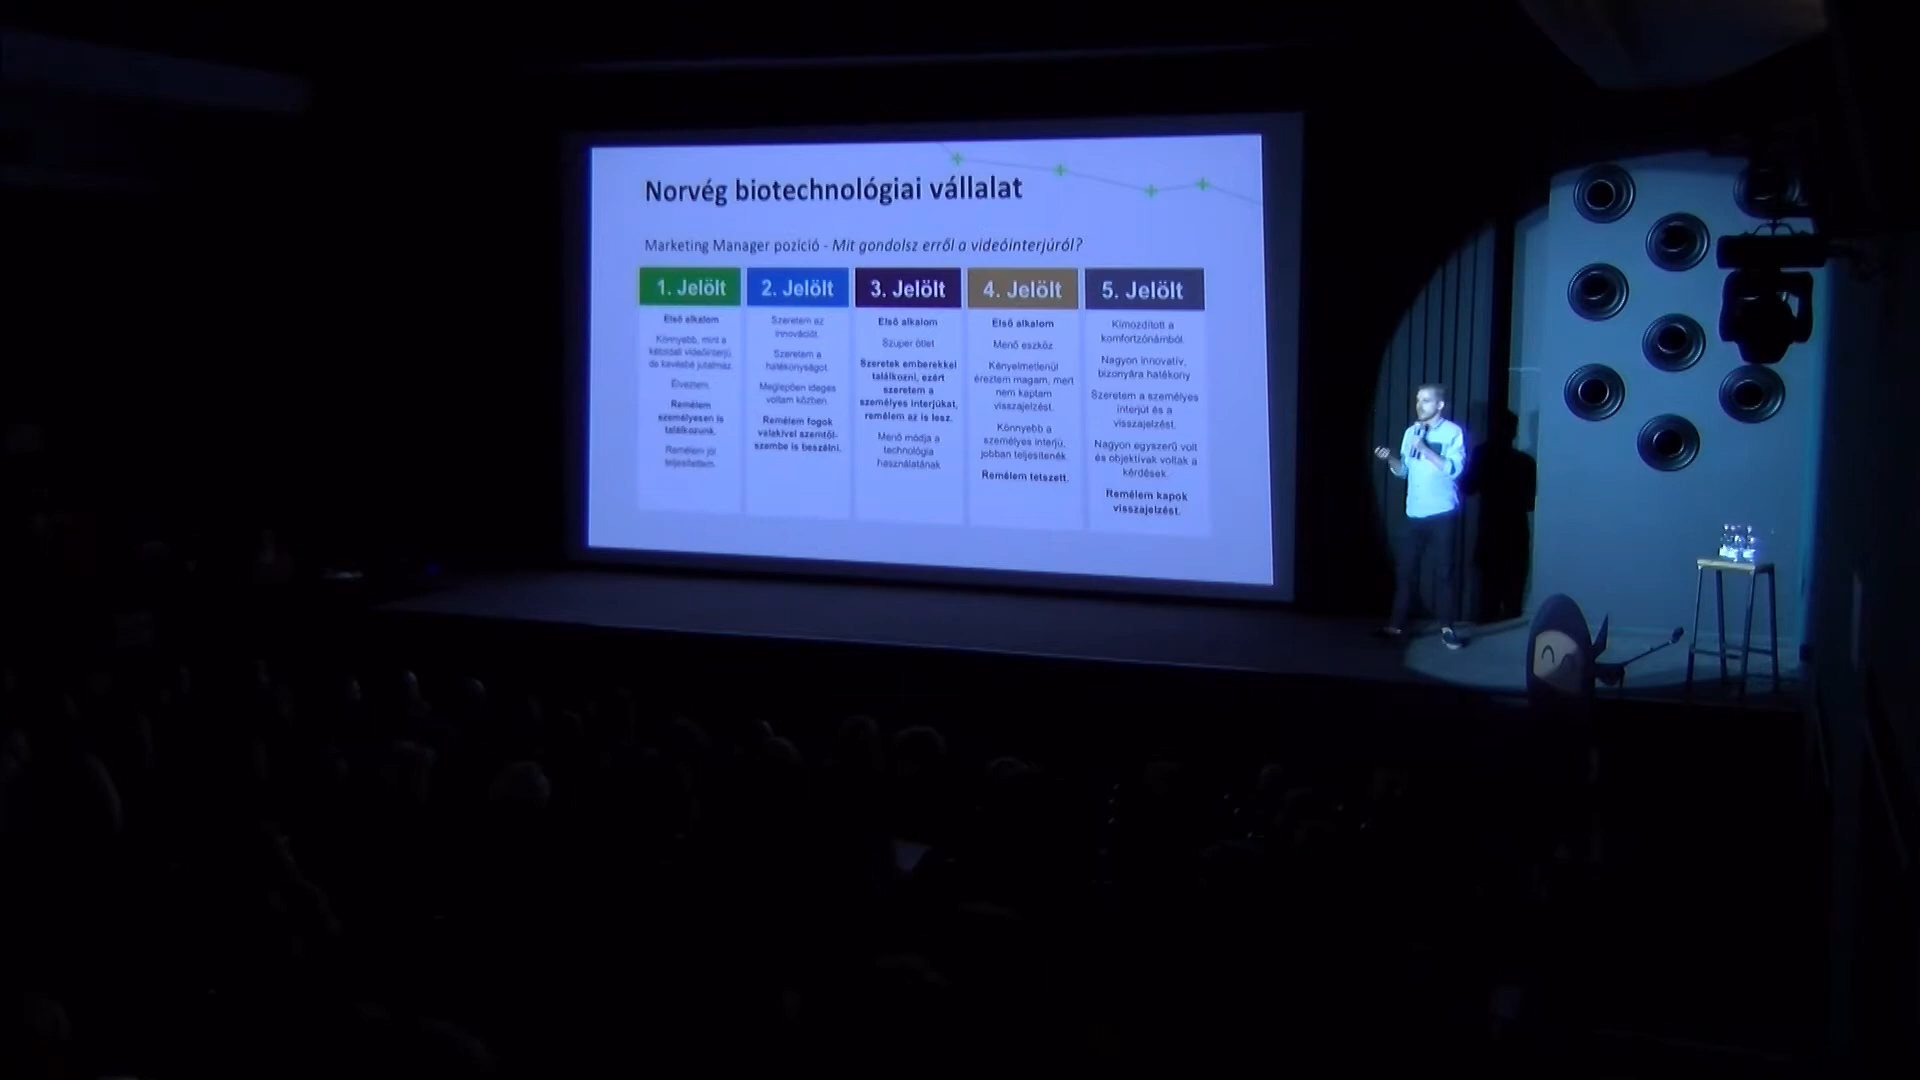 Norvég biotechnológiai vállalat
Marketing Manager pozíció - Mit gondolsz erről a videóinterjúról?
1. Jelölt
Első alkalom
Könnyebb, mint a
kétoldali videóinterjú
de kevésbé jutalmaz
Élveztem.
Remélem
személyesen is
találkozunk.
Remélem jól
teljesítettem.
2. Jelölt
Szeretem az
innovációt.
Szeretem a
hatékonyságot.
Meglepően ideges
voltam közben.
Remélem fogok
valakivel szemtől-
szembe is beszélni.
3. Jelölt
Első alkalom
Szuper ötlet
Szeretek emberekkel
találkozni, ezért
szeretem a
személyes interjúkat,
remélem az is lesz.
Menő módja a
technológia
használatának
4. Jelölt
Első alkalom
Menő eszköz
Kényelmetlenül
éreztem magam, mert
nem kaptam
visszajelzést.
Könnyebb a
személyes interjú,
jobban teljesítenék
Remélem tetszett.
5. Jelölt
Kimozdított a
komfortzónámból.
Nagyon innovatív,
bizonyára hatékony
Szeretem a személyes
interjút és a
visszajelzést.
Nagyon egyszerű volt
és objektívak voltak a
kérdések.
Remélem kapok
visszajelzést.